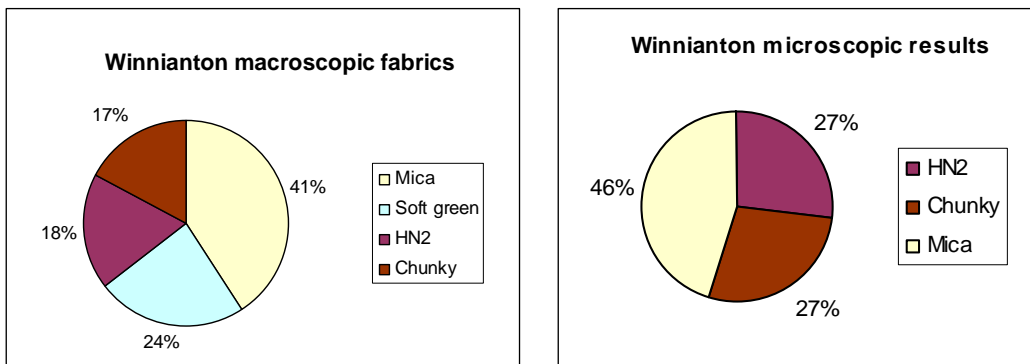 Winnianton macroscopic fabrics
17%
41%
18%
24%
Mica
Soft green
HN2
Chunky
Winnianton microscopic results
27%
46%
27%
HN2
Chunky
Mica